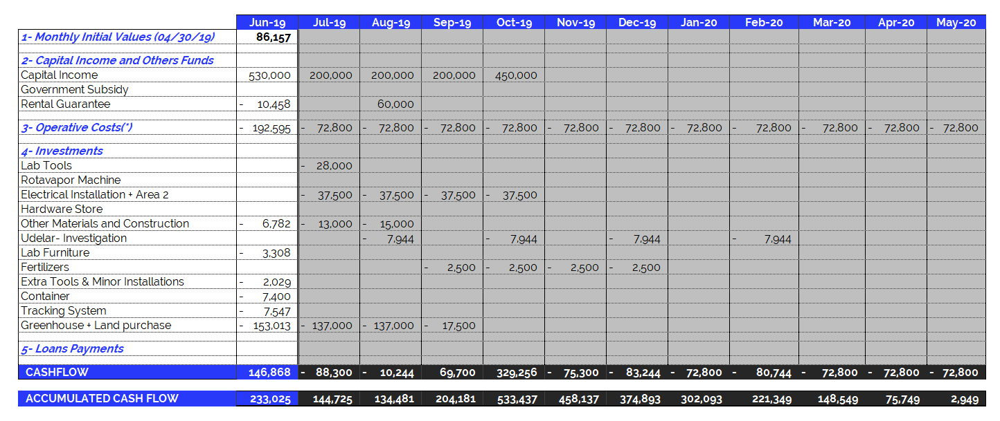 Jun-19 Jul-19 Aug-19 Sep-19 Oct-19 Nov-19 Dec-19 Jan-20 Feb-20 Mar-20 Apr-20 May-20
1- Monthly Initial Values (04/30/19) 86,157
2- Capital Income and Others Funds
Capital Income 530,000 200,000 200,000 200,000 450,000
Government Subsidy
Rental Guarantee - 10,458 60,000
3- Operative Costs(*) - 192,595 - 72,800 - 72,800 - 72,800 - 72,800 - 72,800 - 72,800 - 72,800 - 72,800 - 72,800 - 72,800 - 72,800
4- Investments
Lab Tools - 28,000
Rotavapor Machine
Electrical Installation + Area 2 - 37,500 - 37,500 - 37,500 - 37,500
Hardware Store
Other Materials and Construction - 6,782 - 13,000 - 15,000
Udelar- Investigation - 7,944 - 7,944 - 7,944 - 7,944
Lab Furniture - 3,308
Fertilizers - 2,500 - 2,500 - 2,500 - 2,500
Extra Tools & Minor Installations - 2,029
Container - 7,400
Tracking System - 7,547
Greenhouse + Land purchase - 153,013 - 137,000 - 137,000 - 17,500
5- Loans Payments
CASHFLOW 146,868 - 88,300 - 10,244 69,700 329,256 - 75,300 - 83,244 - 72,800 - 80,744 - 72,800 - 72,800 - 72,800
ACCUMULATED CASH FLOW 233,025 144,725 134,481 204,181 533,437 458,137 374,893 302,093 221,349 148,549 75,749 2,949